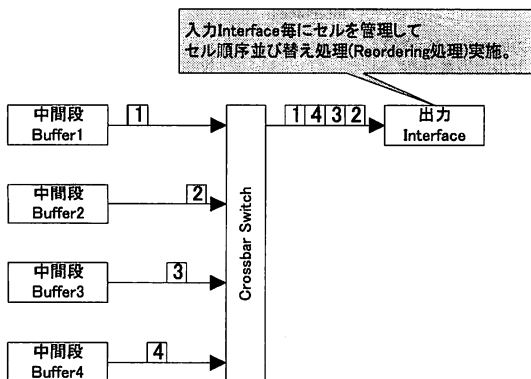 入力Interface毎にセルを管理して
セル順序並び替え処理(Reordering処理)実施。
中間段
Buffer1
1
1 4 3 2
出力
Interface
中間段
Buffer2
2
Crossbar Switch
中間段
Buffer3
3
中間段
Buffer4
4